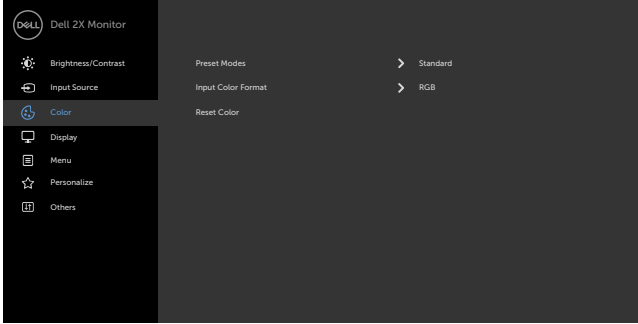 DELL Dell 2X Monitor
Brightness/Contrast Preset Modes Standard
Input Source Input Color Format RGB
Color Reset Color
Display
Menu
Personalize
Others